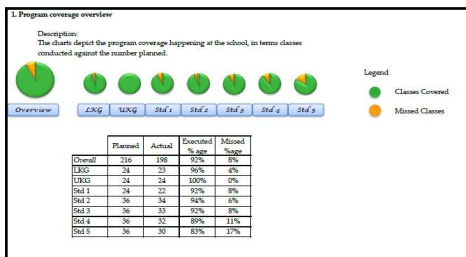 1. Program coverage overview
Description:
The charts depict the program coverage happening at the school, in terms classes
conducted against the number planned.
Legend
Classes Covered
Missed Classes
Overview LKG UKG Std 1 Std 2 Std 3 Std 4 Std 5
Planned Actual Executed % age Missed %age
Overall 216 198 92% 8%
LKG 24 23 96% 4%
UKG 24 24 100% 0%
Std 1 24 22 92% 8%
Std 2 36 34 94% 6%
Std 3 36 33 92% 8%
Std 4 36 32 89% 11%
Std 5 36 30 83% 17%